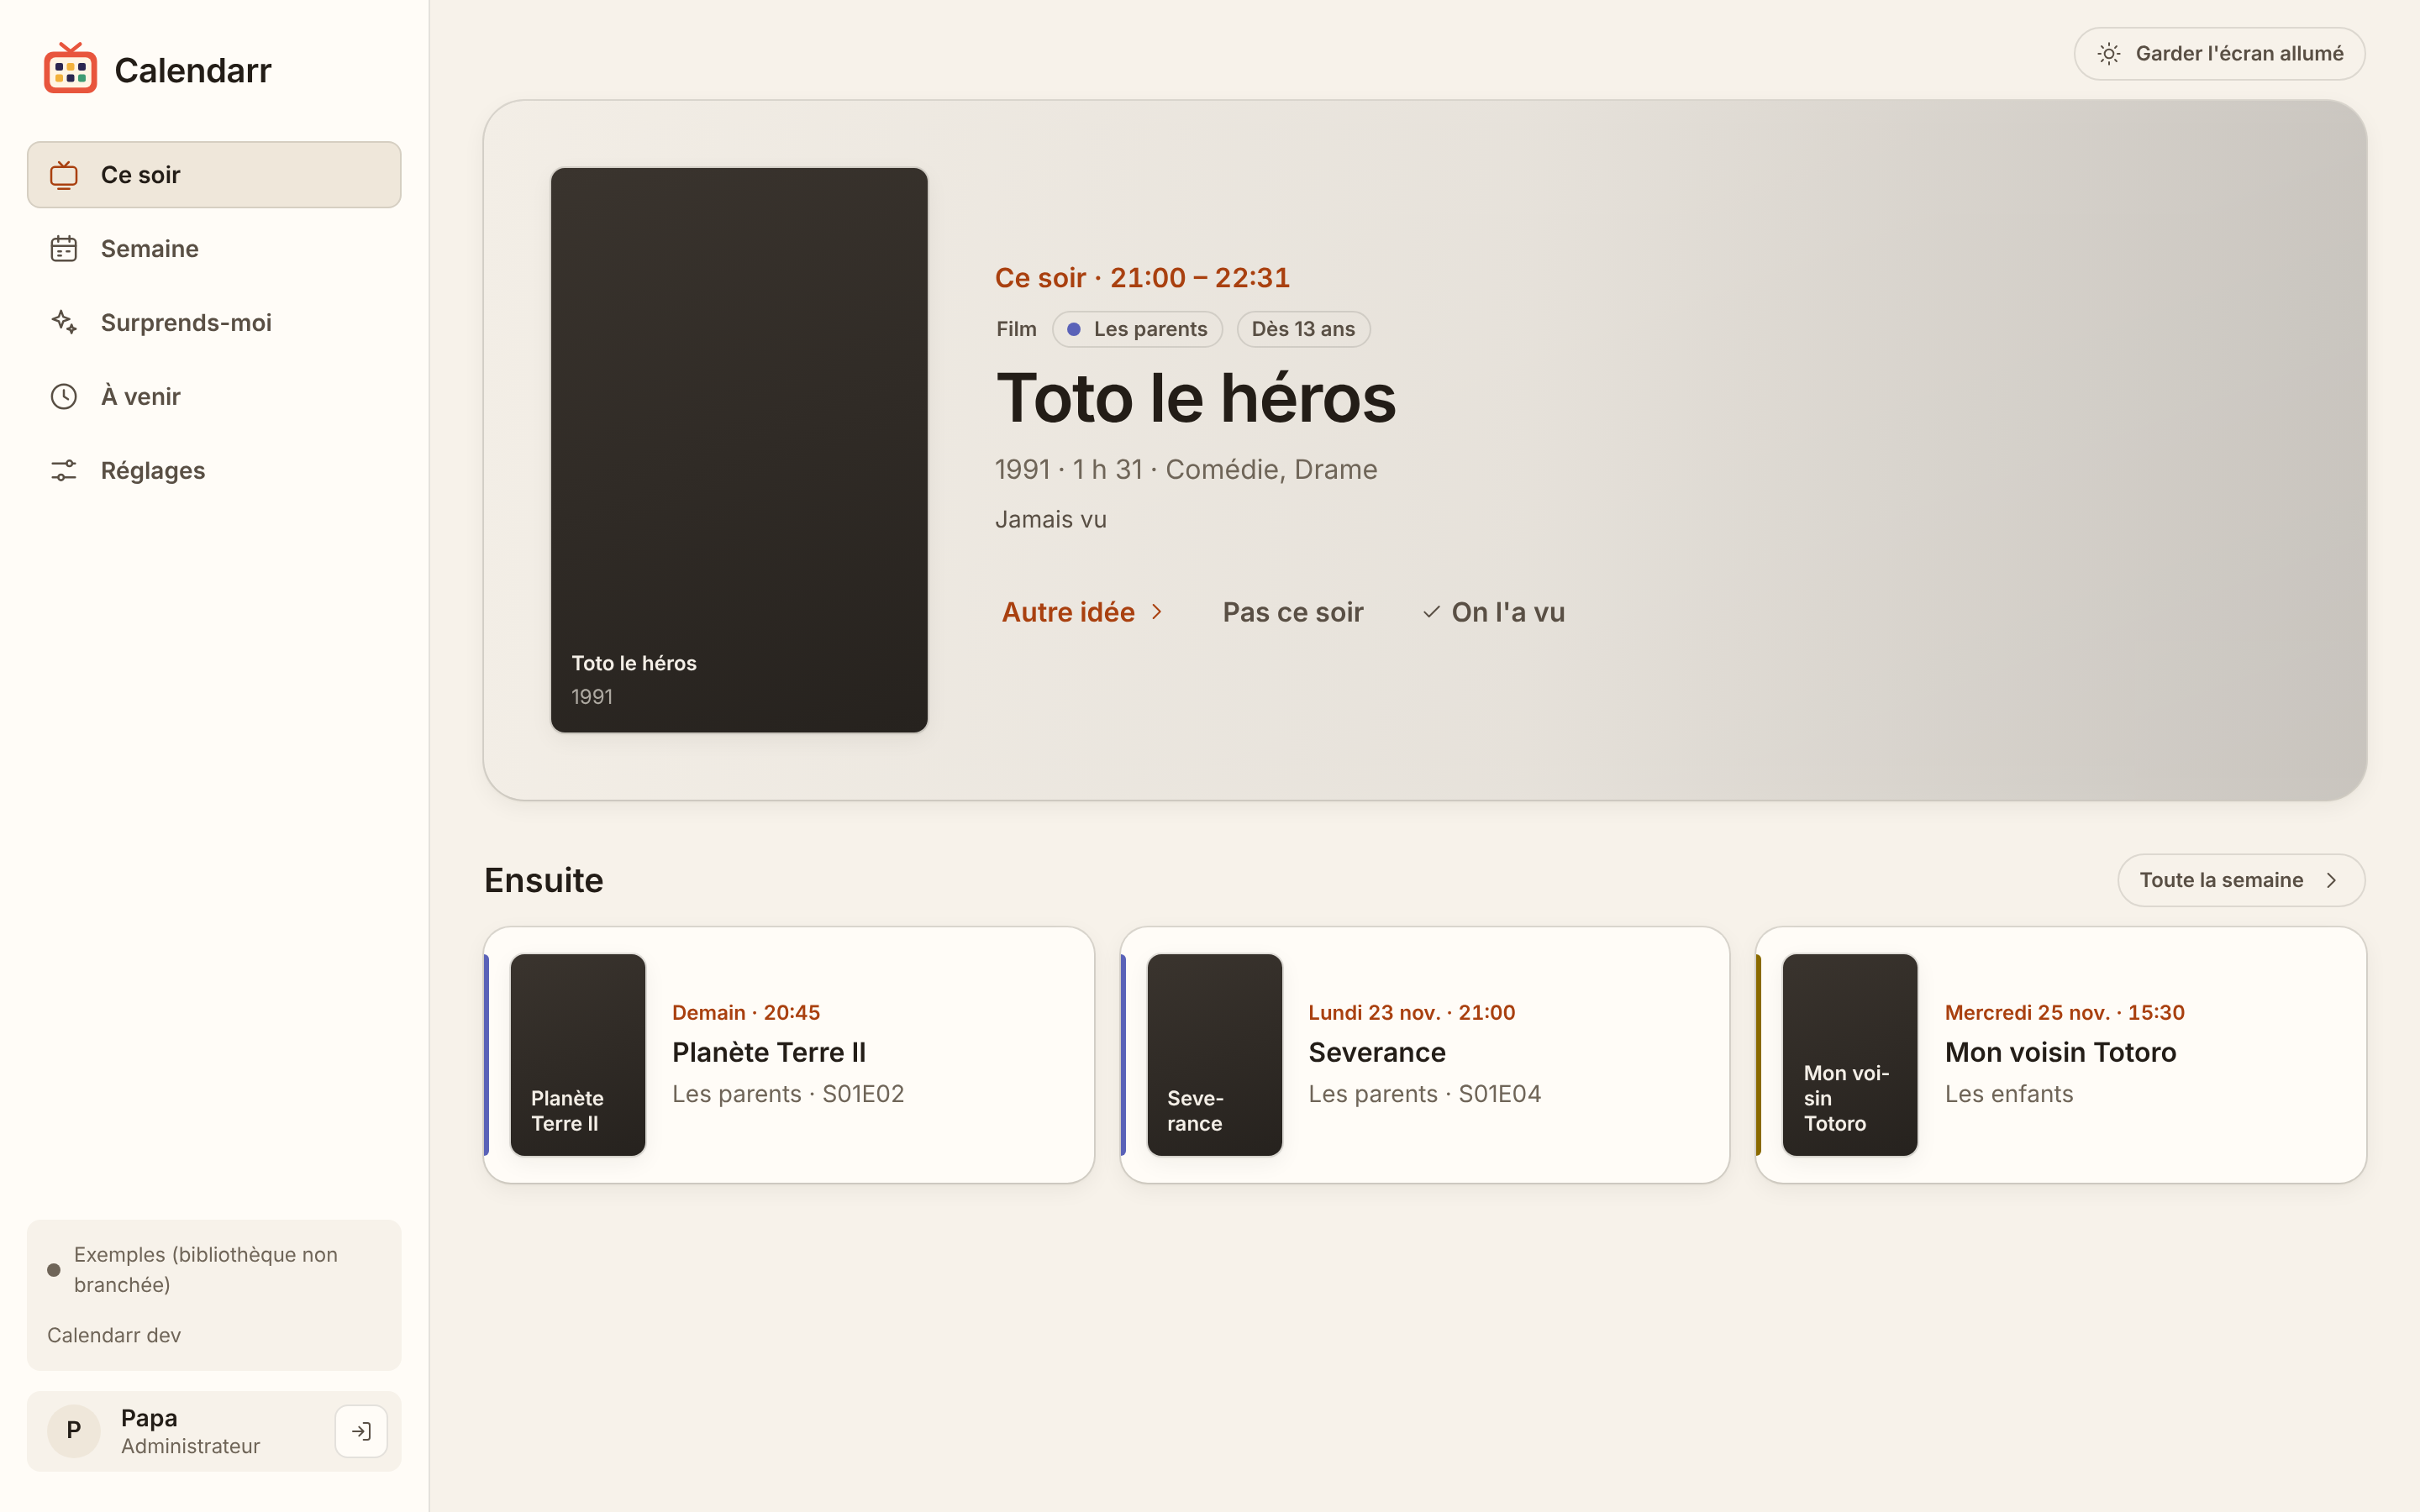 Calendarr
Ce soir
Semaine
Surprends-moi
À venir
Réglages
Exemples (bibliothèque non
branchée)
Calendarr dev
P
Papa
Administrateur
Garder l'écran allumé
Toto le héros
1991
Ce soir · 21:00 – 22:31
Film
Les parents
Dès 13 ans
Toto le héros
1991 · 1 h 31 · Comédie, Drame
Jamais vu
Autre idée
Pas ce soir
On l'a vu
Ensuite
Toute la semaine
Planète
Terre II
Demain · 20:45
Planète Terre II
Les parents · S01E02
Seve-
rance
Lundi 23 nov. · 21:00
Severance
Les parents · S01E04
Mon voi-
sin
Totoro
Mercredi 25 nov. · 15:30
Mon voisin Totoro
Les enfants